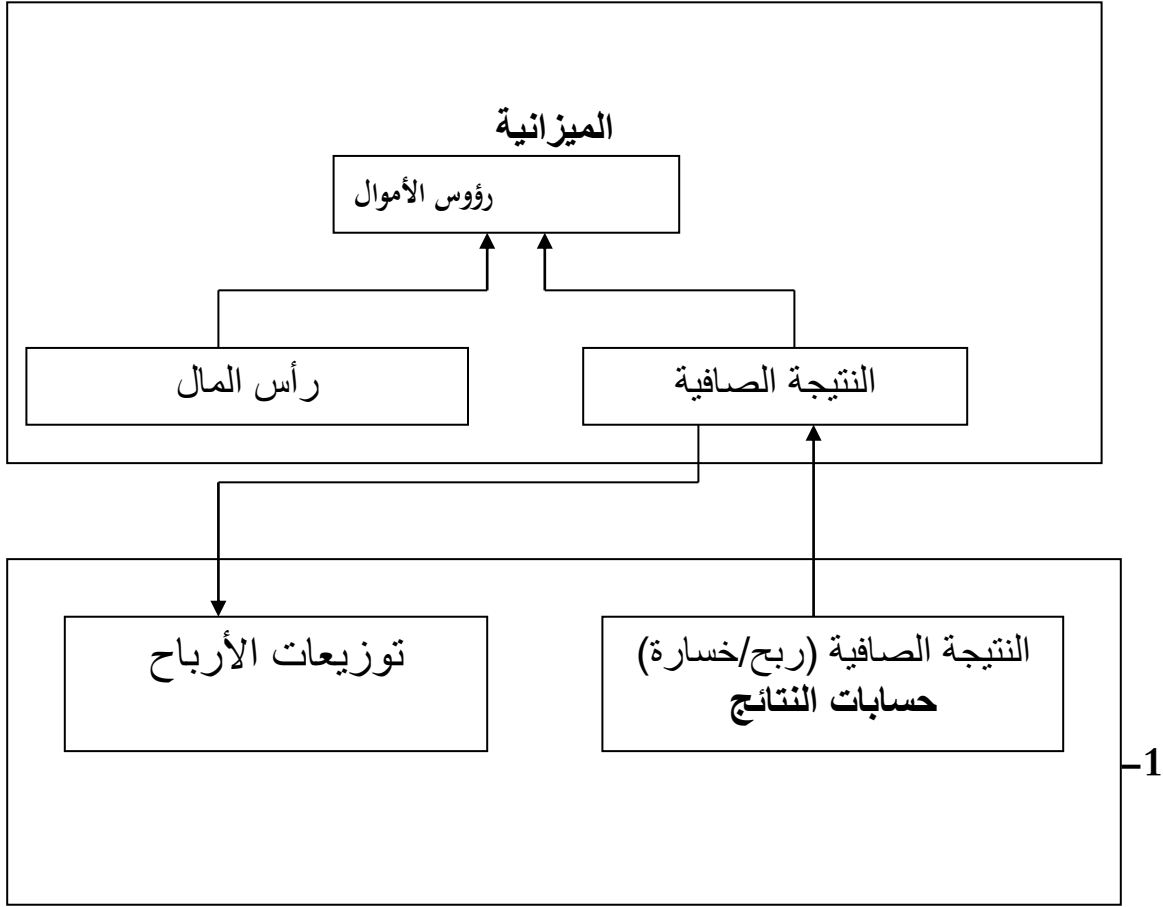 الميزانية
رؤوس الأموال
النتيجة الصافية
رأس المال
النتيجة الصافية (ربح/خسارة)
حسابات النتائج
توزيعات الأرباح
1-